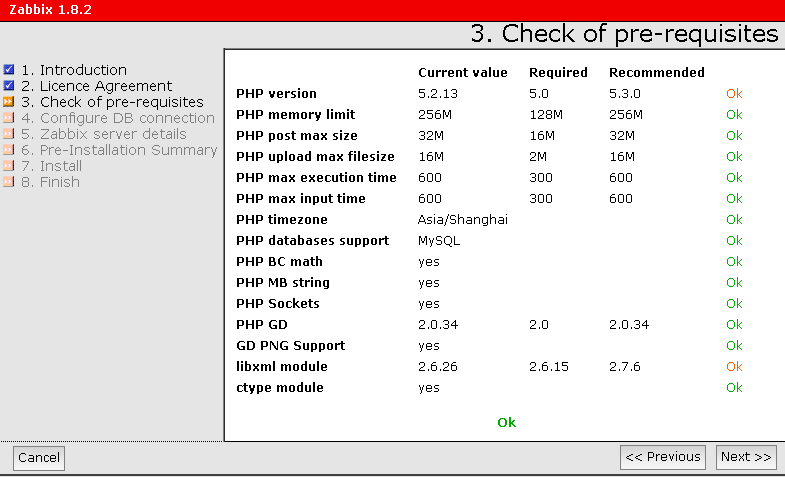 Zabbix 1.8.2
3. Check of pre-requisites
1. Introduction
2. Licence Agreement
3. Check of pre-requisites
4. Configure DB connection
5. Zabbix server details
6. Pre-Installation Summary
7. Install
8. Finish
Current value Required Recommended
PHP version 5.2.13 5.0 5.3.0 Ok
PHP memory limit 256M 128M 256M Ok
PHP post max size 32M 16M 32M Ok
PHP upload max filesize 16M 2M 16M Ok
PHP max execution time 600 300 600 Ok
PHP max input time 600 300 600 Ok
PHP timezone Asia/Shanghai Ok
PHP databases support MySQL Ok
PHP BC math yes Ok
PHP MB string yes Ok
PHP Sockets yes Ok
PHP GD 2.0.34 2.0 2.0.34 Ok
GD PNG Support yes Ok
libxml module 2.6.26 2.6.15 2.7.6 Ok
ctype module yes Ok
Ok
Cancel << Previous Next >>